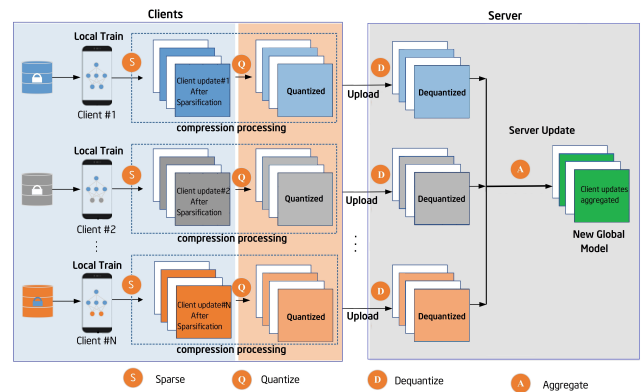 Clients
Server
Local Train
S
Client update#1
After
Sparsification
Q
Quantized
Client #1
compression processing
Upload
D
Dequantized
Local Train
S
Client update#2
After
Sparsification
Q
Quantized
Client #2
compression processing
Upload
D
Dequantized
Server Update
A
Client updates
aggregated
New Global
Model
Local Train
S
Client update#N
After
Sparsification
Q
Quantized
Client #N
compression processing
Upload
D
Dequantized
S Sparse
Q Quantize
D Dequantize
A Aggregate